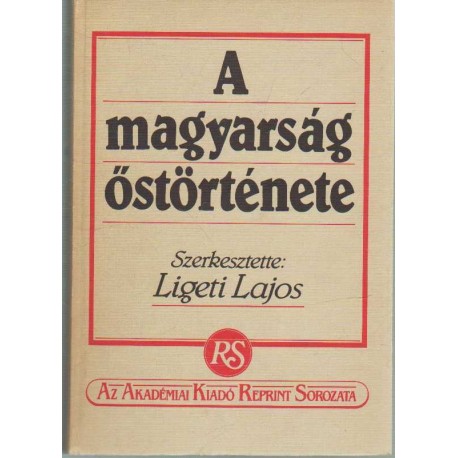 A
magyarság
őstörténete
Szerkesztette:
Ligeti Lajos
RS
AZ AKADÉMIAI KIADÓ REPRINT SOROZATA